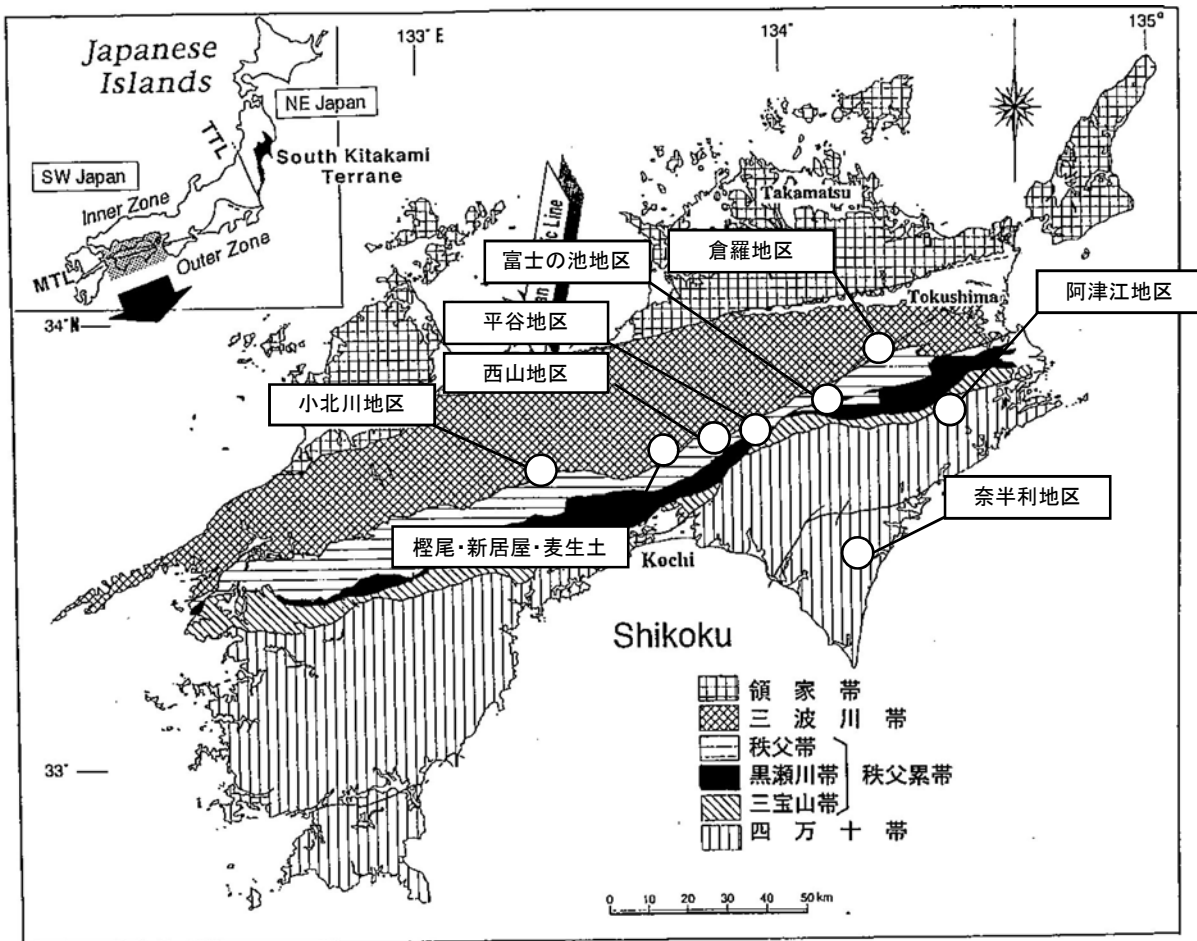 133° E
134°
135°
Japanese
Islands
NE Japan
TTL
South Kitakami
Terrane
SW Japan
Inner Zone
Outer Zone
MTL
34° N
Takamatsu
Line
富士の池地区
倉羅地区
Tokushima
阿津江地区
平谷地区
西山地区
小北川地区
奈半利地区
樫尾・新居屋・麦生土
Kochi
Shikoku
領家帯
三波川帯
秩父帯
黒瀬川帯
秩父累帯
三宝山帯
四万十帯
33°
0 10 20 30 40 50 km